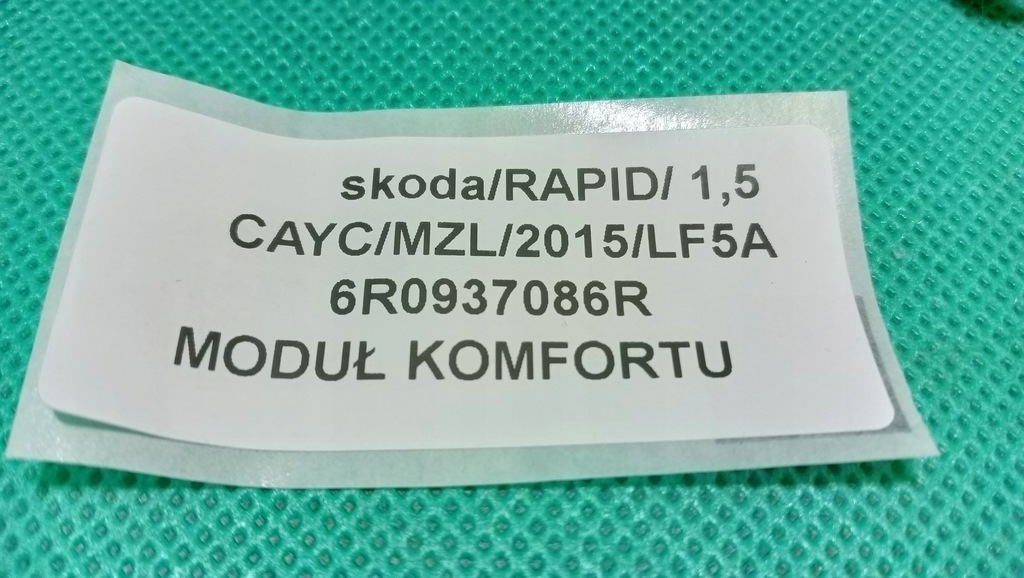 skoda/RAPID/ 1,5
CAYC/MZL/2015/LF5A
6R0937086R
MODUŁ KOMFORTU